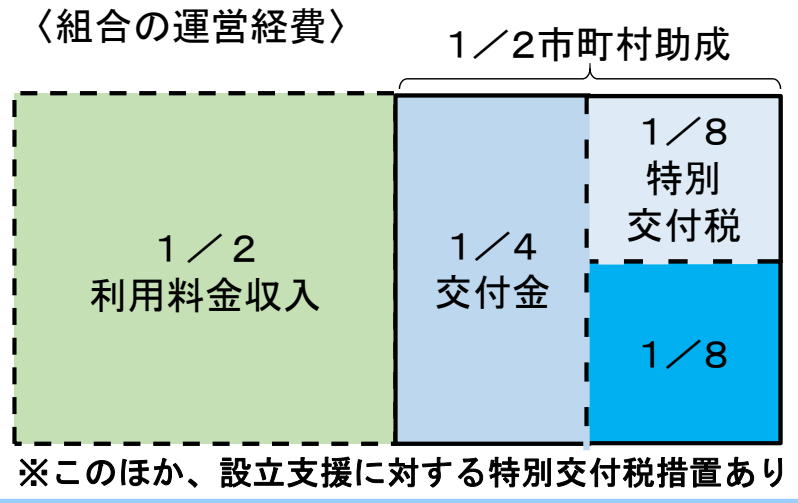 〈組合の運営経費〉
１／２市町村助成
１／２
利用料金収入
１／４
交付金
１／８
特別
交付税
１／８
※このほか、設立支援に対する特別交付税措置あり